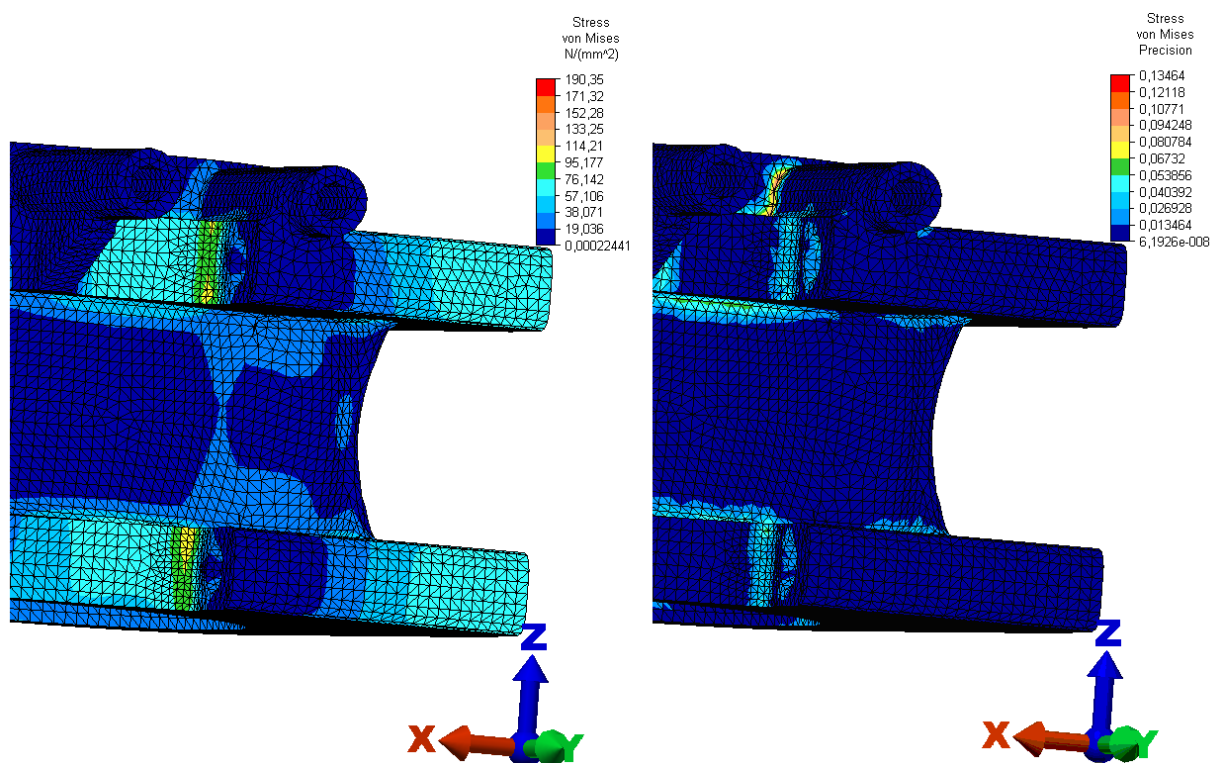 Stress
von Mises
N/(mm^2)
190,35
171,32
152,28
133,25
114,21
95,177
76,142
57,106
38,071
19,036
0,00022441
Z
X
Y
Stress
von Mises
Precision
0,13464
0,12118
0,10771
0,094248
0,080784
0,06732
0,053856
0,040392
0,026928
0,013464
6,1926e-008
Z
X
Y